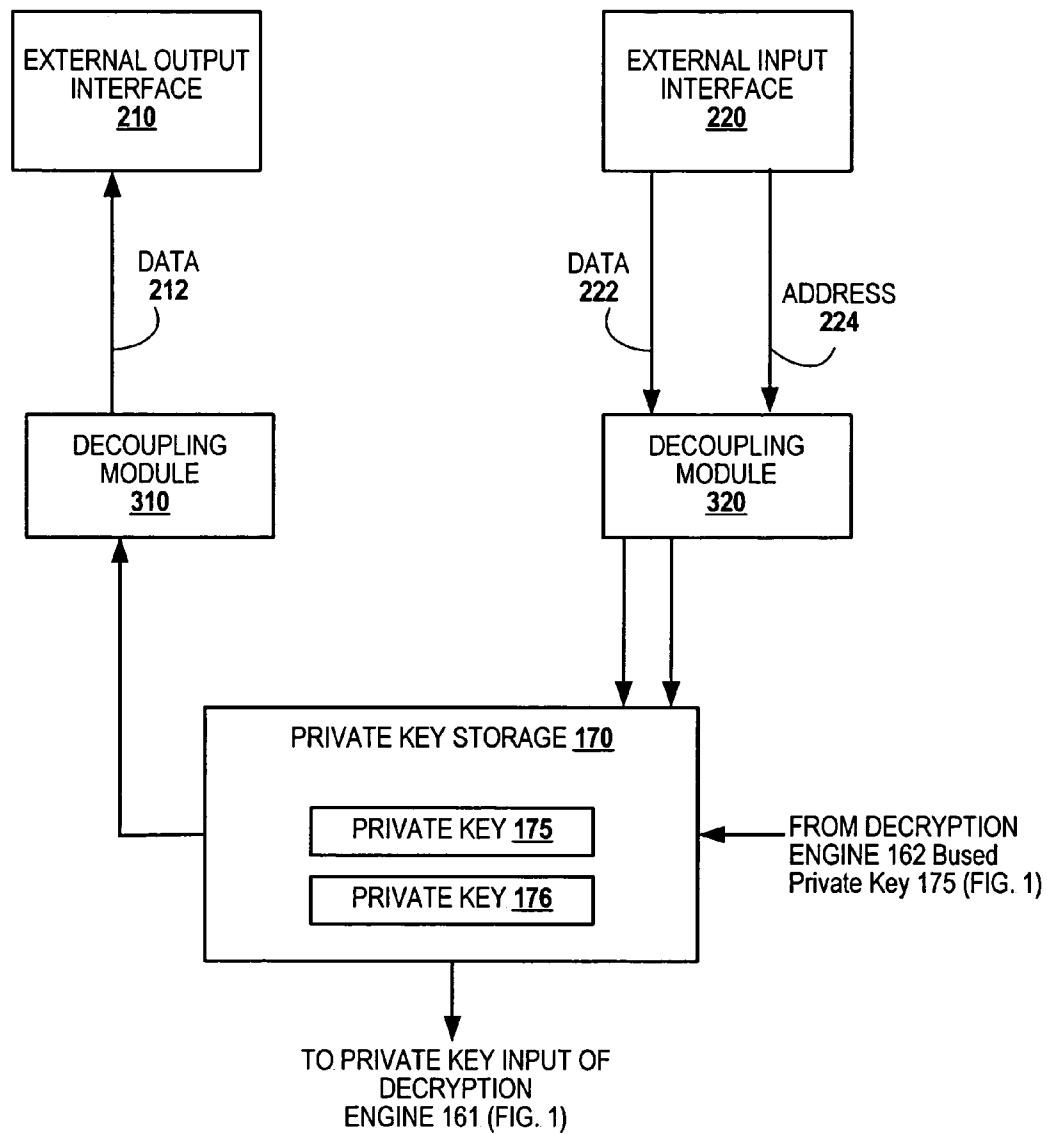 EXTERNAL OUTPUT
INTERFACE
210
EXTERNAL INPUT
INTERFACE
220
DATA
212
DATA
222
ADDRESS
224
DECOUPLING
MODULE
310
DECOUPLING
MODULE
320
PRIVATE KEY STORAGE 170
PRIVATE KEY 175
PRIVATE KEY 176
FROM DECRYPTION
ENGINE 162 Bused
Private Key 175 (FIG. 1)
TO PRIVATE KEY INPUT OF
DECRYPTION
ENGINE 161 (FIG. 1)